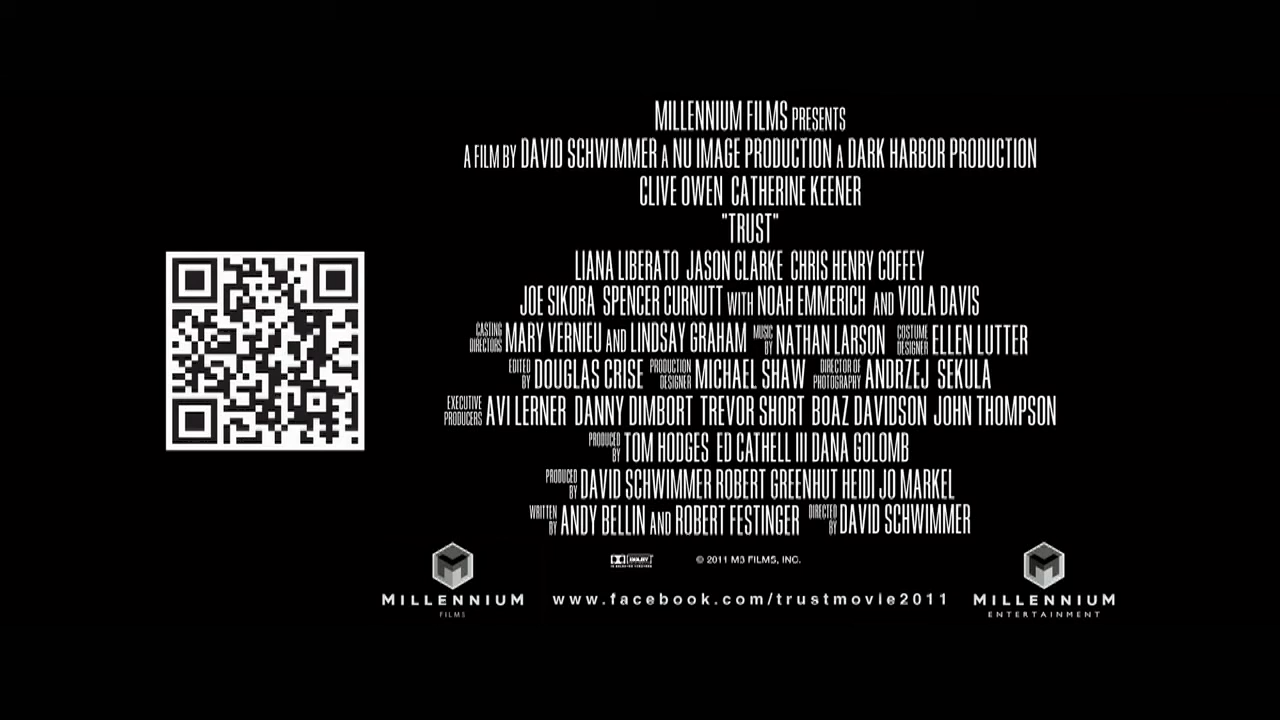 MILLENNIUM FILMS PRESENTS
A FILM BY DAVID SCHWIMMER A NU IMAGE PRODUCTION A DARK HARBOR PRODUCTION
CLIVE OWEN CATHERINE KEENER
"TRUST"
LIANA LIBERATO JASON CLARKE CHRIS HENRY COFFEY
JOE SIKORA SPENCER CURNUTT WITH NOAH EMMERICH AND VIOLA DAVIS
CASTING DIRECTORS MARY VERNIEU AND LINDSAY GRAHAM MUSIC BY NATHAN LARSON COSTUME DESIGNER ELLEN LUTTER
EDITED BY DOUGLAS CRISE PRODUCTION DESIGNER MICHAEL SHAW DIRECTOR OF PHOTOGRAPHY ANDRZEJ SEKULA
EXECUTIVE PRODUCERS AVI LERNER DANNY DIMBORT TREVOR SHORT BOAZ DAVIDSON JOHN THOMPSON
PRODUCED BY TOM HODGES ED CATHELL III DANA GOLOMB
PRODUCED BY DAVID SCHWIMMER ROBERT GREENHUT HEIDI JO MARKEL
WRITTEN BY ANDY BELLIN AND ROBERT FESTINGER DIRECTED BY DAVID SCHWIMMER
DOLBY
© 2011 M3 FILMS, INC.
MILLENNIUM
FILMS
www.facebook.com/trustmovie2011
MILLENNIUM
ENTERTAINMENT